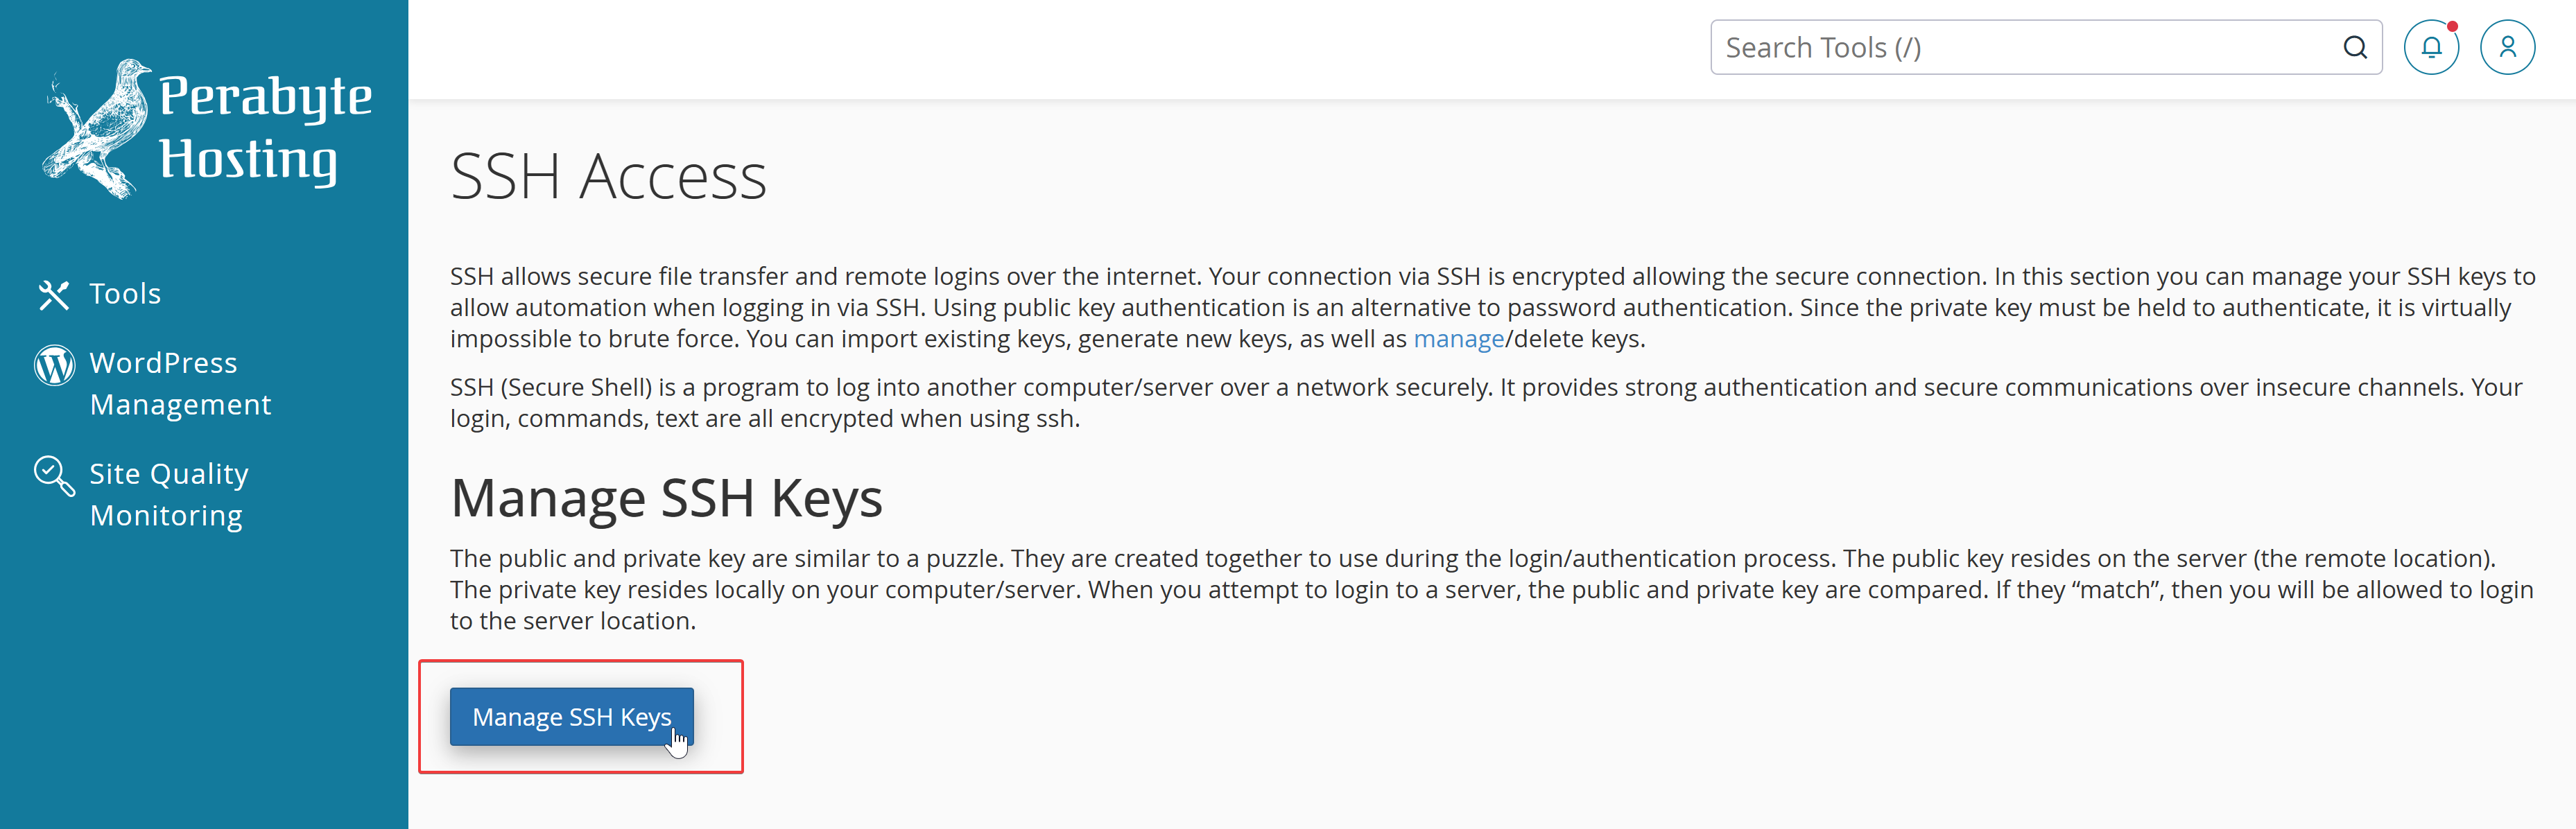 Perabyte
Hosting
Tools
WordPress
Management
Site Quality
Monitoring
Search Tools (/)
SSH Access
SSH allows secure file transfer and remote logins over the internet. Your connection via SSH is encrypted allowing the secure connection. In this section you can manage your SSH keys to
allow automation when logging in via SSH. Using public key authentication is an alternative to password authentication. Since the private key must be held to authenticate, it is virtually
impossible to brute force. You can import existing keys, generate new keys, as well as manage/delete keys.
SSH (Secure Shell) is a program to log into another computer/server over a network securely. It provides strong authentication and secure communications over insecure channels. Your
login, commands, text are all encrypted when using ssh.
Manage SSH Keys
The public and private key are similar to a puzzle. They are created together to use during the login/authentication process. The public key resides on the server (the remote location).
The private key resides locally on your computer/server. When you attempt to login to a server, the public and private key are compared. If they “match”, then you will be allowed to login
to the server location.
Manage SSH Keys